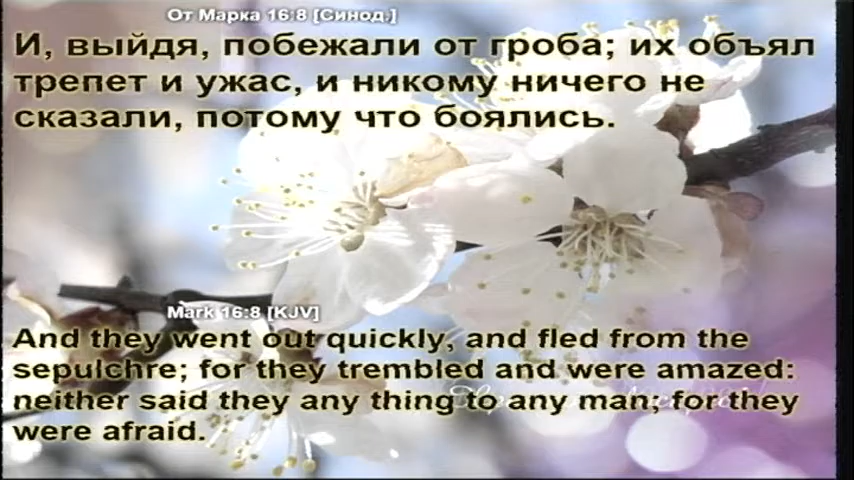 От Марка 16:8 [Синод.]
И, выйдя, побежали от гроба; их объял
трепет и ужас, и никому ничего не
сказали, потому что боялись.
Mark 16:8 [KJV]
And they went out quickly, and fled from the
sepulchre; for they trembled and were amazed:
neither said they any thing to any man; for they
were afraid.